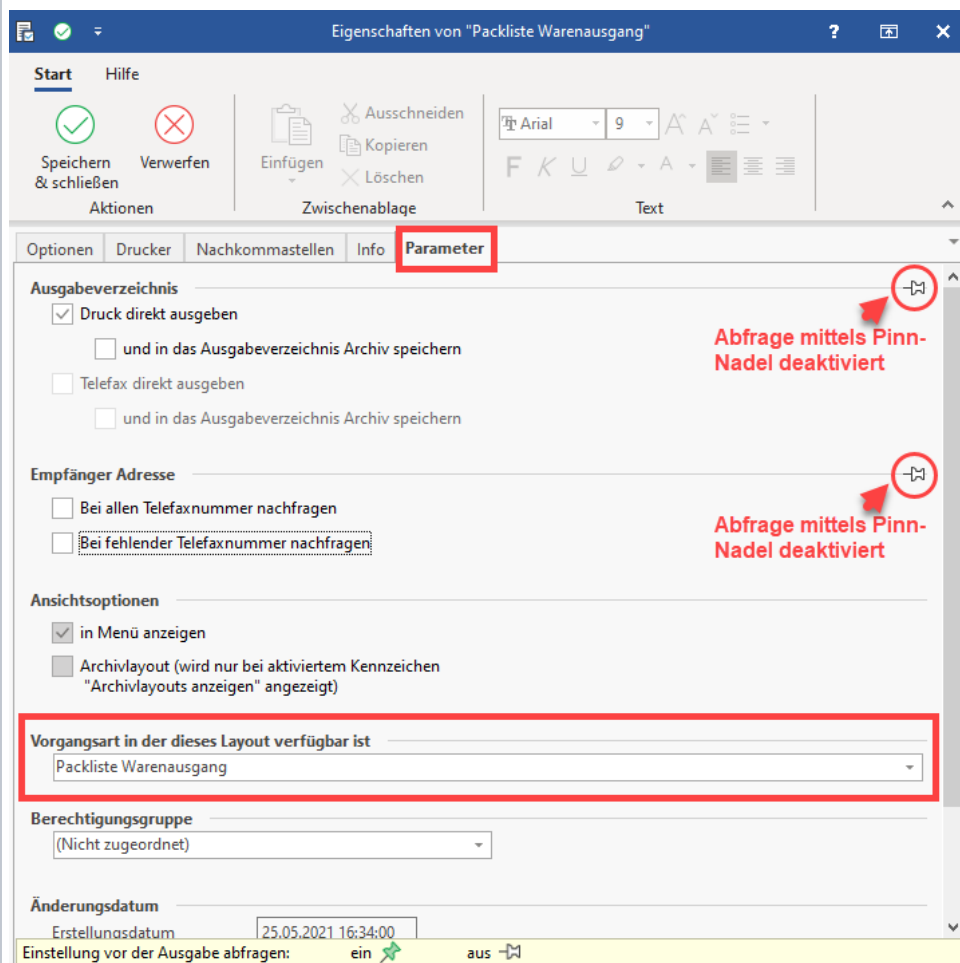 Eigenschaften von "Packliste Warenausgang"
?
Start Hilfe
Speichern & schließen
Verwerfen
Aktionen
Einfügen
Ausschneiden
Kopieren
Löschen
Zwischenablage
Arial 9
F K U A
Text
Optionen Drucker Nachkommastellen Info Parameter
Ausgabeverzeichnis
Druck direkt ausgeben
und in das Ausgabeverzeichnis Archiv speichern
Abfrage mittels Pinn-
Nadel deaktiviert
Telefax direkt ausgeben
und in das Ausgabeverzeichnis Archiv speichern
Empfänger Adresse
Bei allen Telefaxnummer nachfragen
Bei fehlender Telefaxnummer nachfragen
Abfrage mittels Pinn-
Nadel deaktiviert
Ansichtsoptionen
in Menü anzeigen
Archivlayout (wird nur bei aktiviertem Kennzeichen
"Archivlayouts anzeigen" angezeigt)
Vorgangsart in der dieses Layout verfügbar ist
Packliste Warenausgang
Berechtigungsgruppe
(Nicht zugeordnet)
Änderungsdatum
Erstellungsdatum 25.05.2021 16:34:00
Einstellung vor der Ausgabe abfragen: ein aus